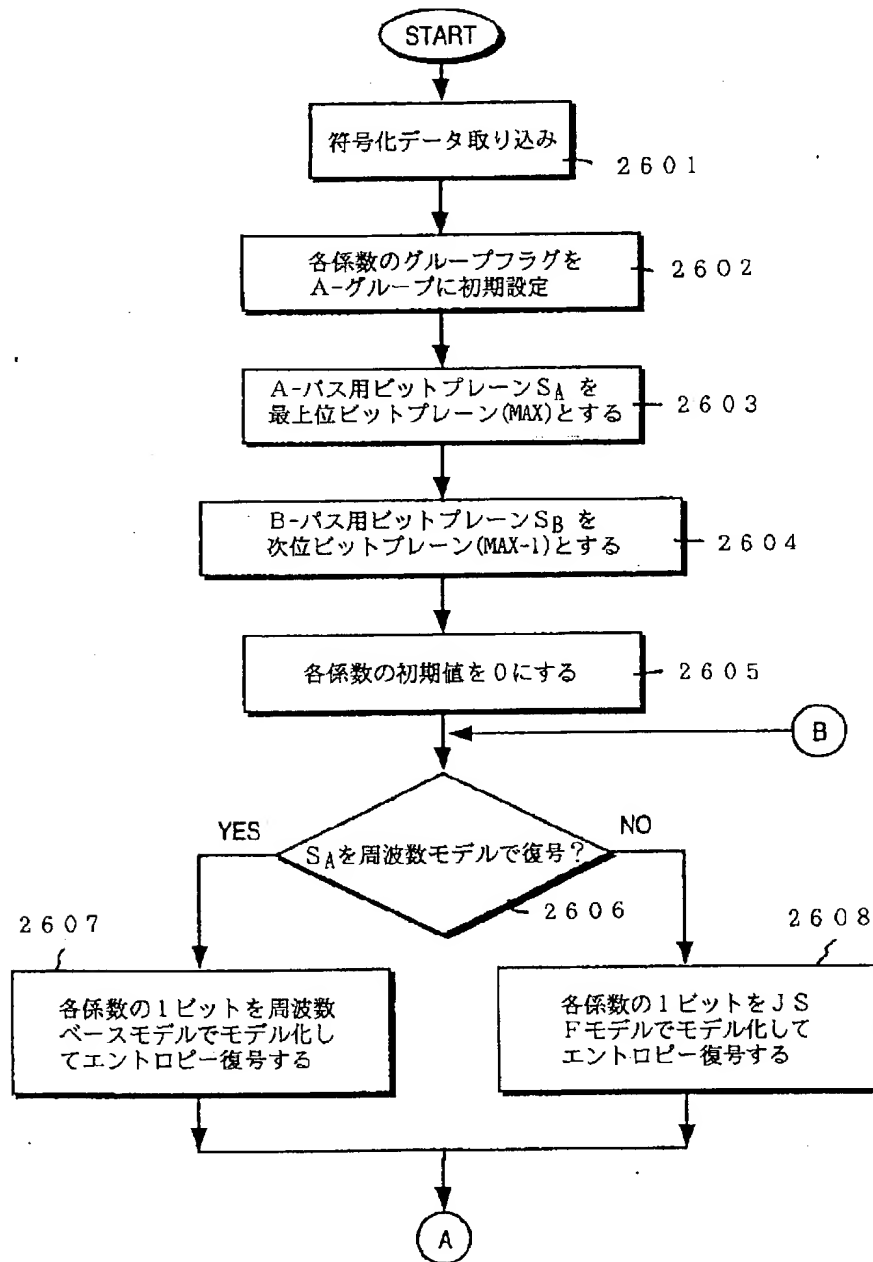 START
符号化データ取り込み
２６０１
各係数のグループフラグを
A-グループに初期設定
２６０２
A-パス用ビットプレーンSA を
最上位ビットプレーン(MAX)とする
２６０３
B-パス用ビットプレーンSB を
次位ビットプレーン(MAX-1)とする
２６０４
各係数の初期値を０にする
２６０５
B
YES
NO
SAを周波数モデルで復号？
２６０６
２６０７
２６０８
各係数の１ビットを周波数
ベースモデルでモデル化し
てエントロピー復号する
各係数の１ビットをＪＳ
Ｆモデルでモデル化して
エントロピー復号する
A